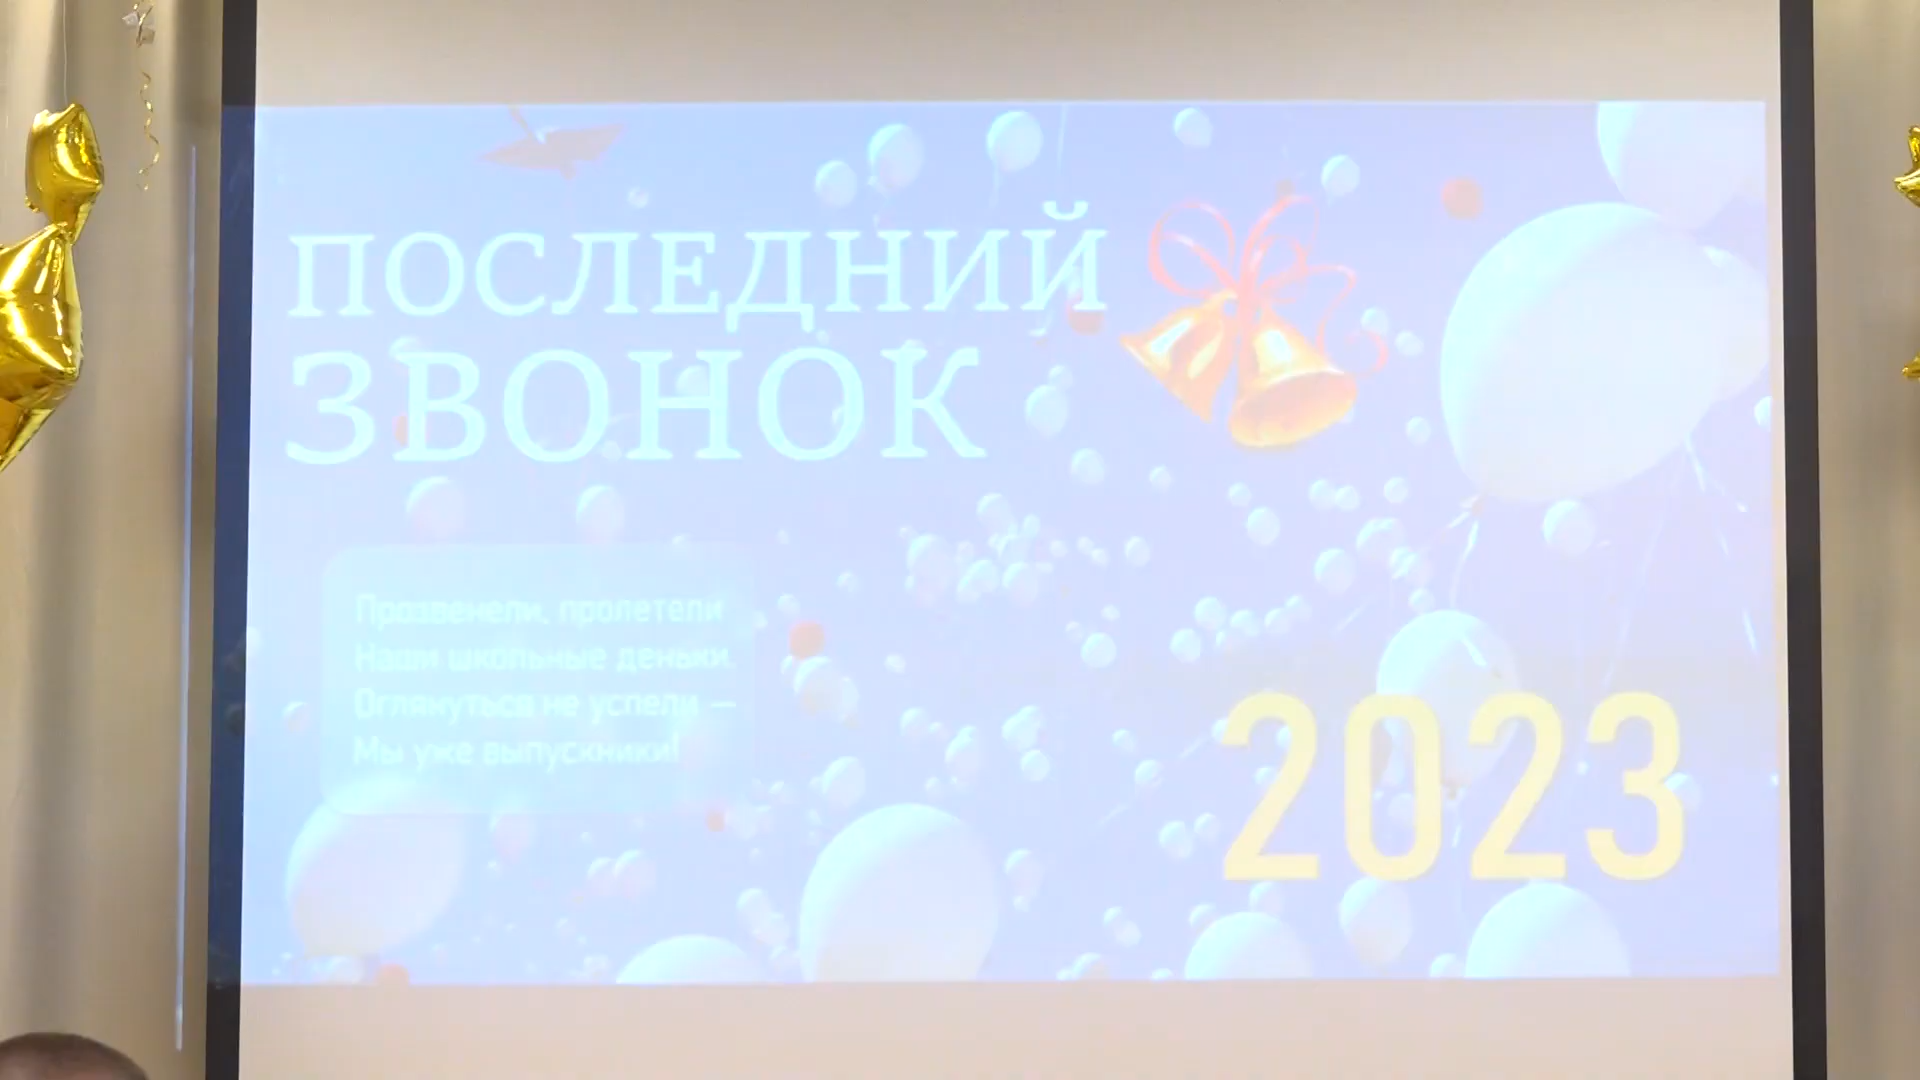 ПОСЛЕДНИЙ
ЗВОНОК
Прозвенели, пролетели
Наши школьные деньки.
Оглянуться не успели —
Мы уже выпускники!
2023